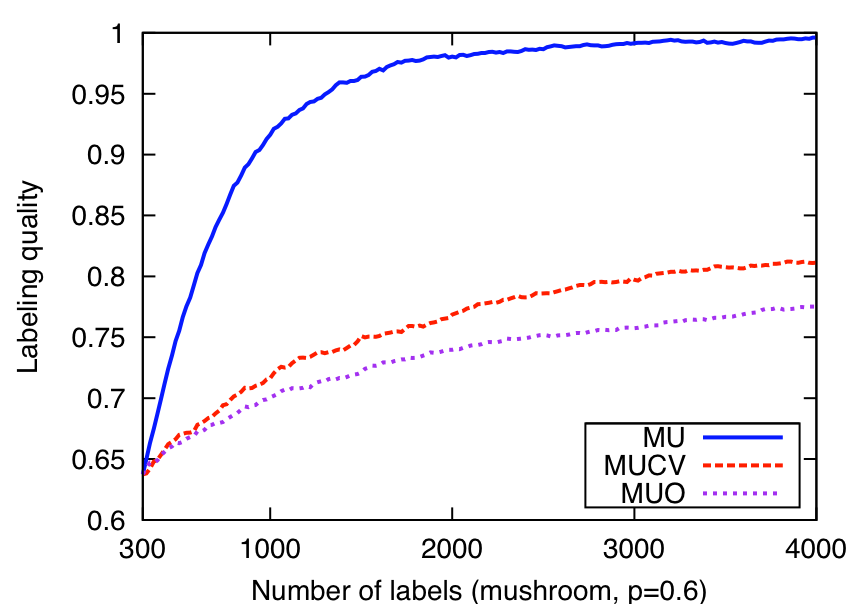 1
0.95
0.9
0.85
0.8
0.75
0.7
0.65
0.6
Labeling quality
MU
MUCV
MUO
300 1000 2000 3000 4000
Number of labels (mushroom, p=0.6)